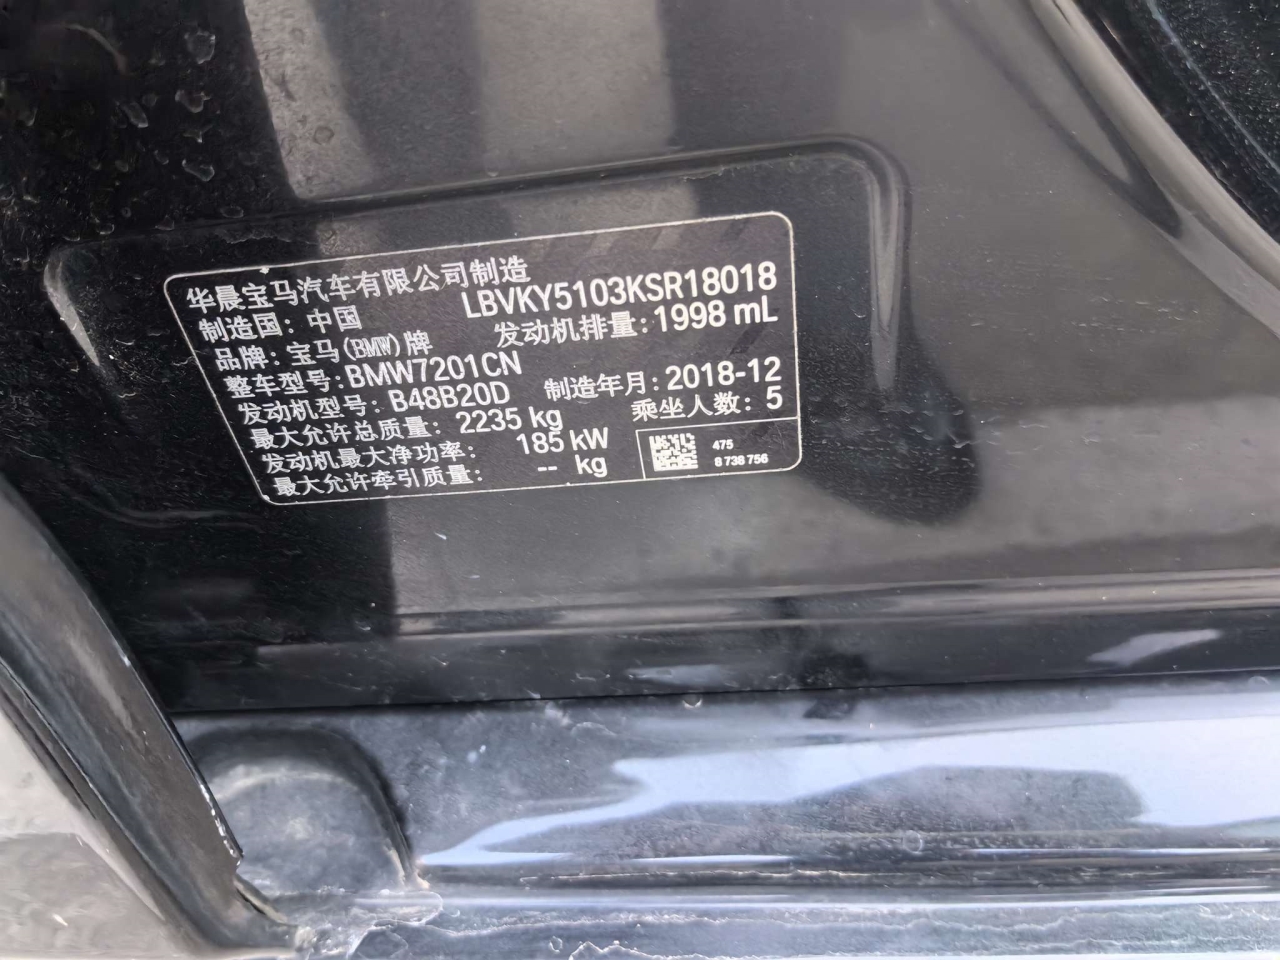 华晨宝马汽车有限公司制造
制造国：中国 LBVKY5103KSR18018
品牌：宝马(BMW)牌 发动机排量：1998 mL
整车型号：BMW7201CN
发动机型号：B48B20D 制造年月：2018-12
最大允许总质量：2235 kg 乘坐人数：5
发动机最大净功率：185 kW
最大允许牵引质量：-- kg
475
8 738 756